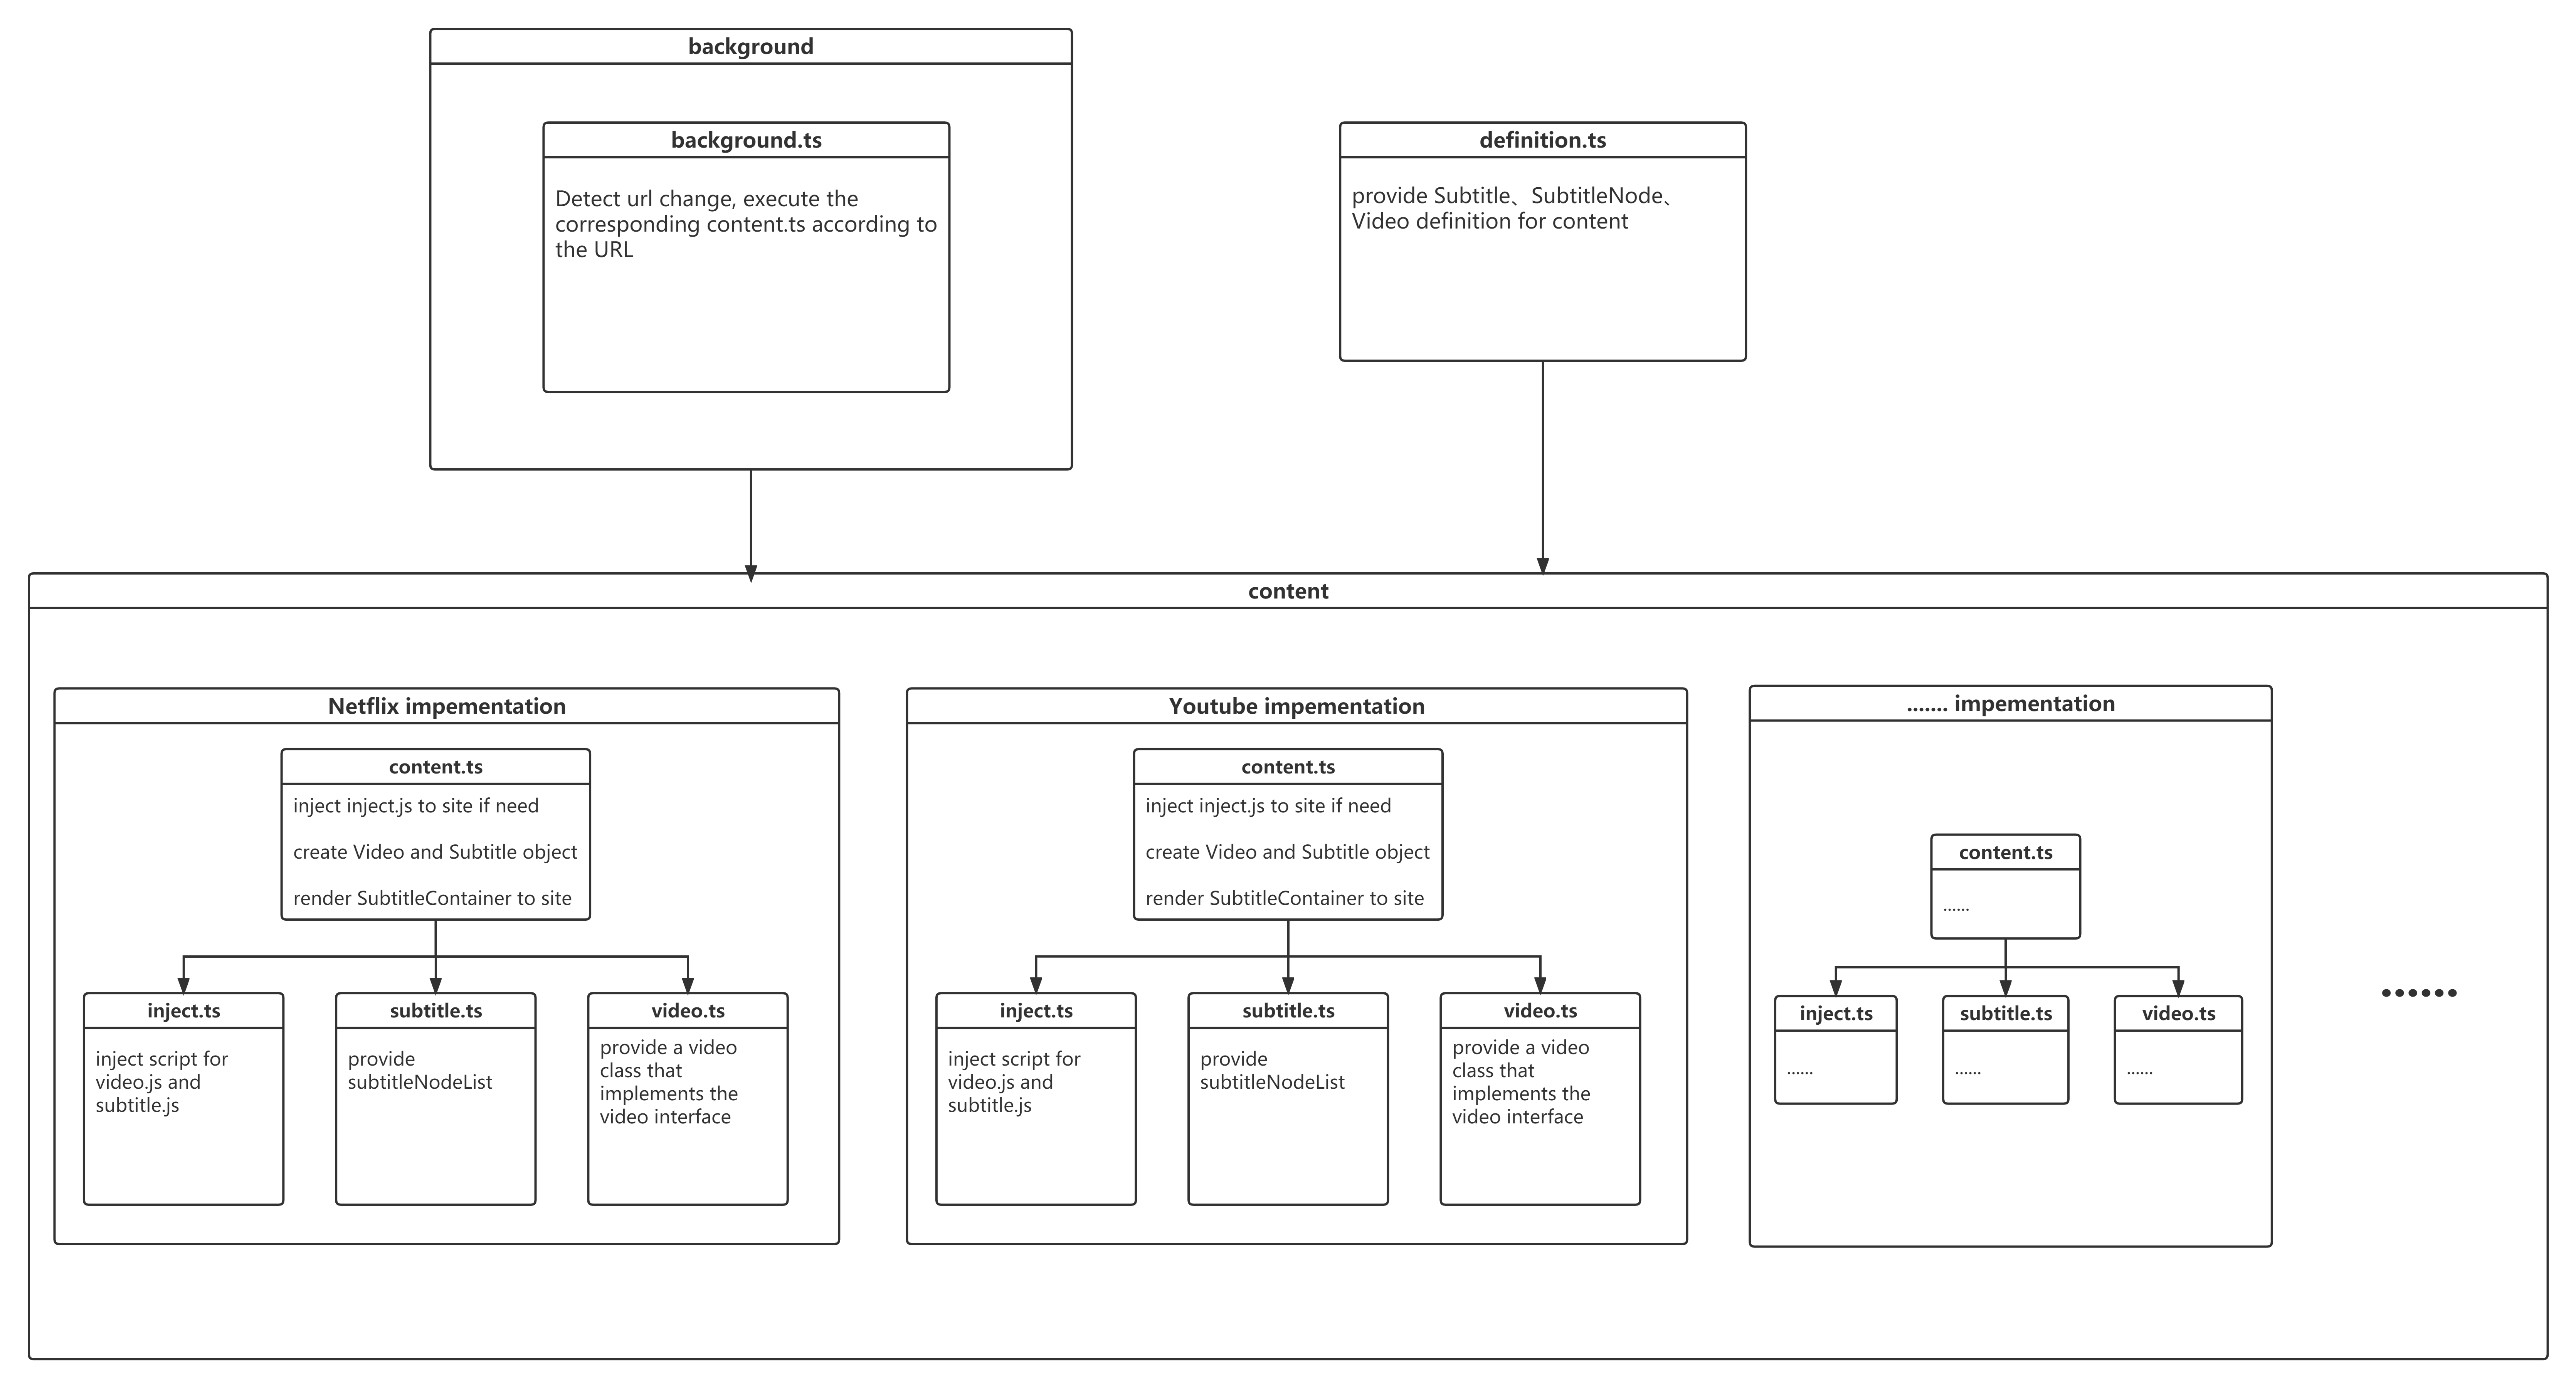 background
background.ts
Detect url change, execute the
corresponding content.ts according to
the URL
definition.ts
provide Subtitle、SubtitleNode、
Video definition for content
content
Netflix impementation
content.ts
inject inject.js to site if need
create Video and Subtitle object
render SubtitleContainer to site
inject.ts
inject script for
video.js and
subtitle.js
subtitle.ts
provide
subtitleNodeList
video.ts
provide a video
class that
implements the
video interface
Youtube impementation
content.ts
inject inject.js to site if need
create Video and Subtitle object
render SubtitleContainer to site
inject.ts
inject script for
video.js and
subtitle.js
subtitle.ts
provide
subtitleNodeList
video.ts
provide a video
class that
implements the
video interface
....... impementation
content.ts
......
inject.ts
......
subtitle.ts
......
video.ts
......
......